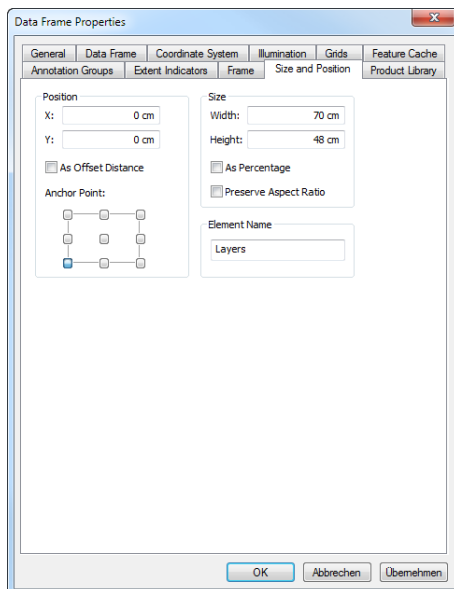 Data Frame Properties
General Data Frame Coordinate System Illumination Grids Feature Cache
Annotation Groups Extent Indicators Frame Size and Position Product Library
Position
X: 0 cm
Y: 0 cm
As Offset Distance
Anchor Point:
Size
Width: 70 cm
Height: 48 cm
As Percentage
Preserve Aspect Ratio
Element Name
Layers
OK Abbrechen Übernehmen